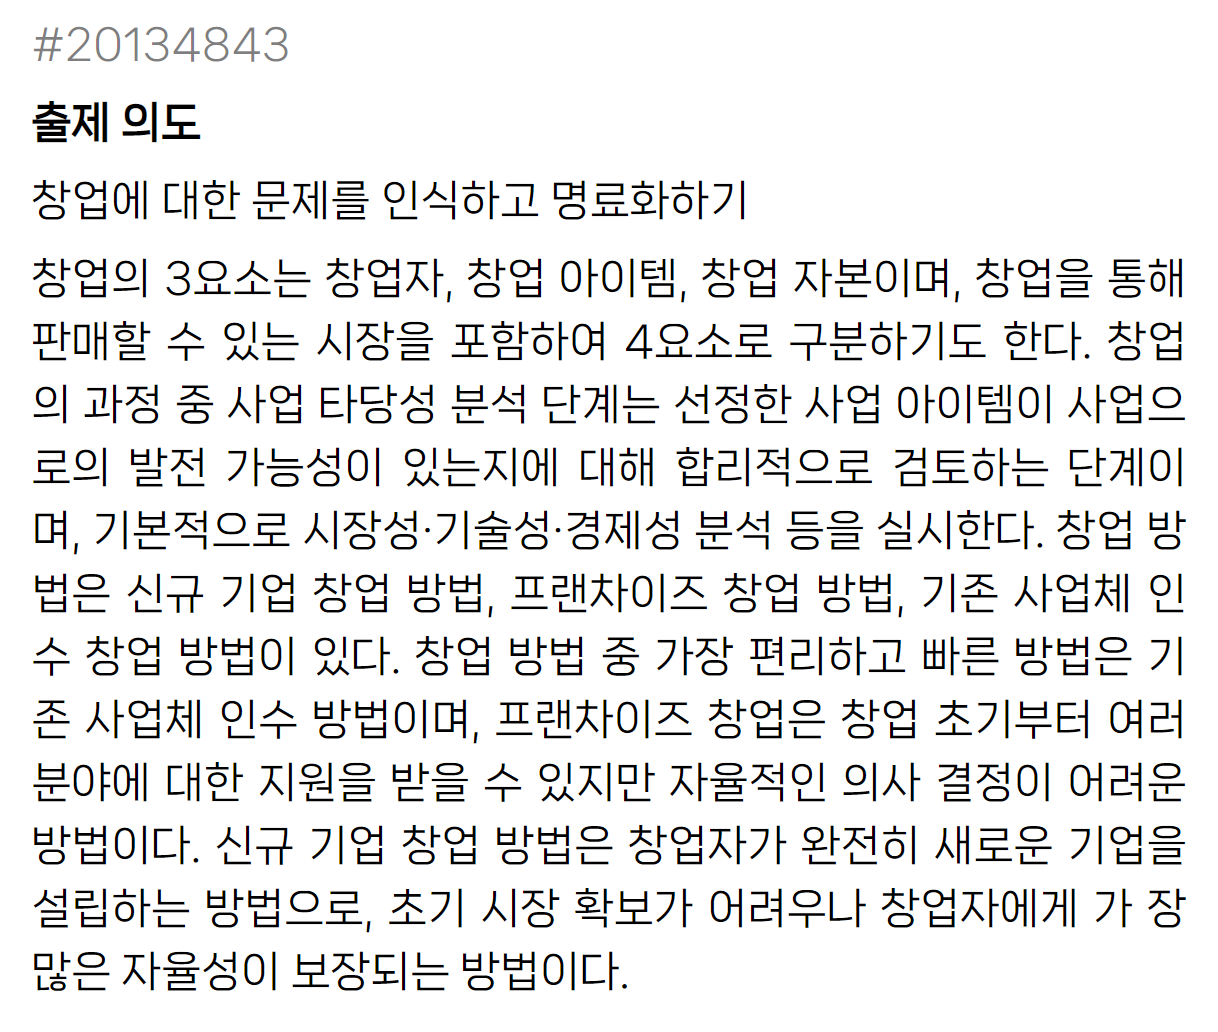 #20134843
출제 의도
창업에 대한 문제를 인식하고 명료화하기
창업의 3요소는 창업자, 창업 아이템, 창업 자본이며, 창업을 통해
판매할 수 있는 시장을 포함하여 4요소로 구분하기도 한다. 창업
의 과정 중 사업 타당성 분석 단계는 선정한 사업 아이템이 사업으
로의 발전 가능성이 있는지에 대해 합리적으로 검토하는 단계이
며, 기본적으로 시장성·기술성·경제성 분석 등을 실시한다. 창업 방
법은 신규 기업 창업 방법, 프랜차이즈 창업 방법, 기존 사업체 인
수 창업 방법이 있다. 창업 방법 중 가장 편리하고 빠른 방법은 기
존 사업체 인수 방법이며, 프랜차이즈 창업은 창업 초기부터 여러
분야에 대한 지원을 받을 수 있지만 자율적인 의사 결정이 어려운
방법이다. 신규 기업 창업 방법은 창업자가 완전히 새로운 기업을
설립하는 방법으로, 초기 시장 확보가 어려우나 창업자에게 가 장
많은 자율성이 보장되는 방법이다.